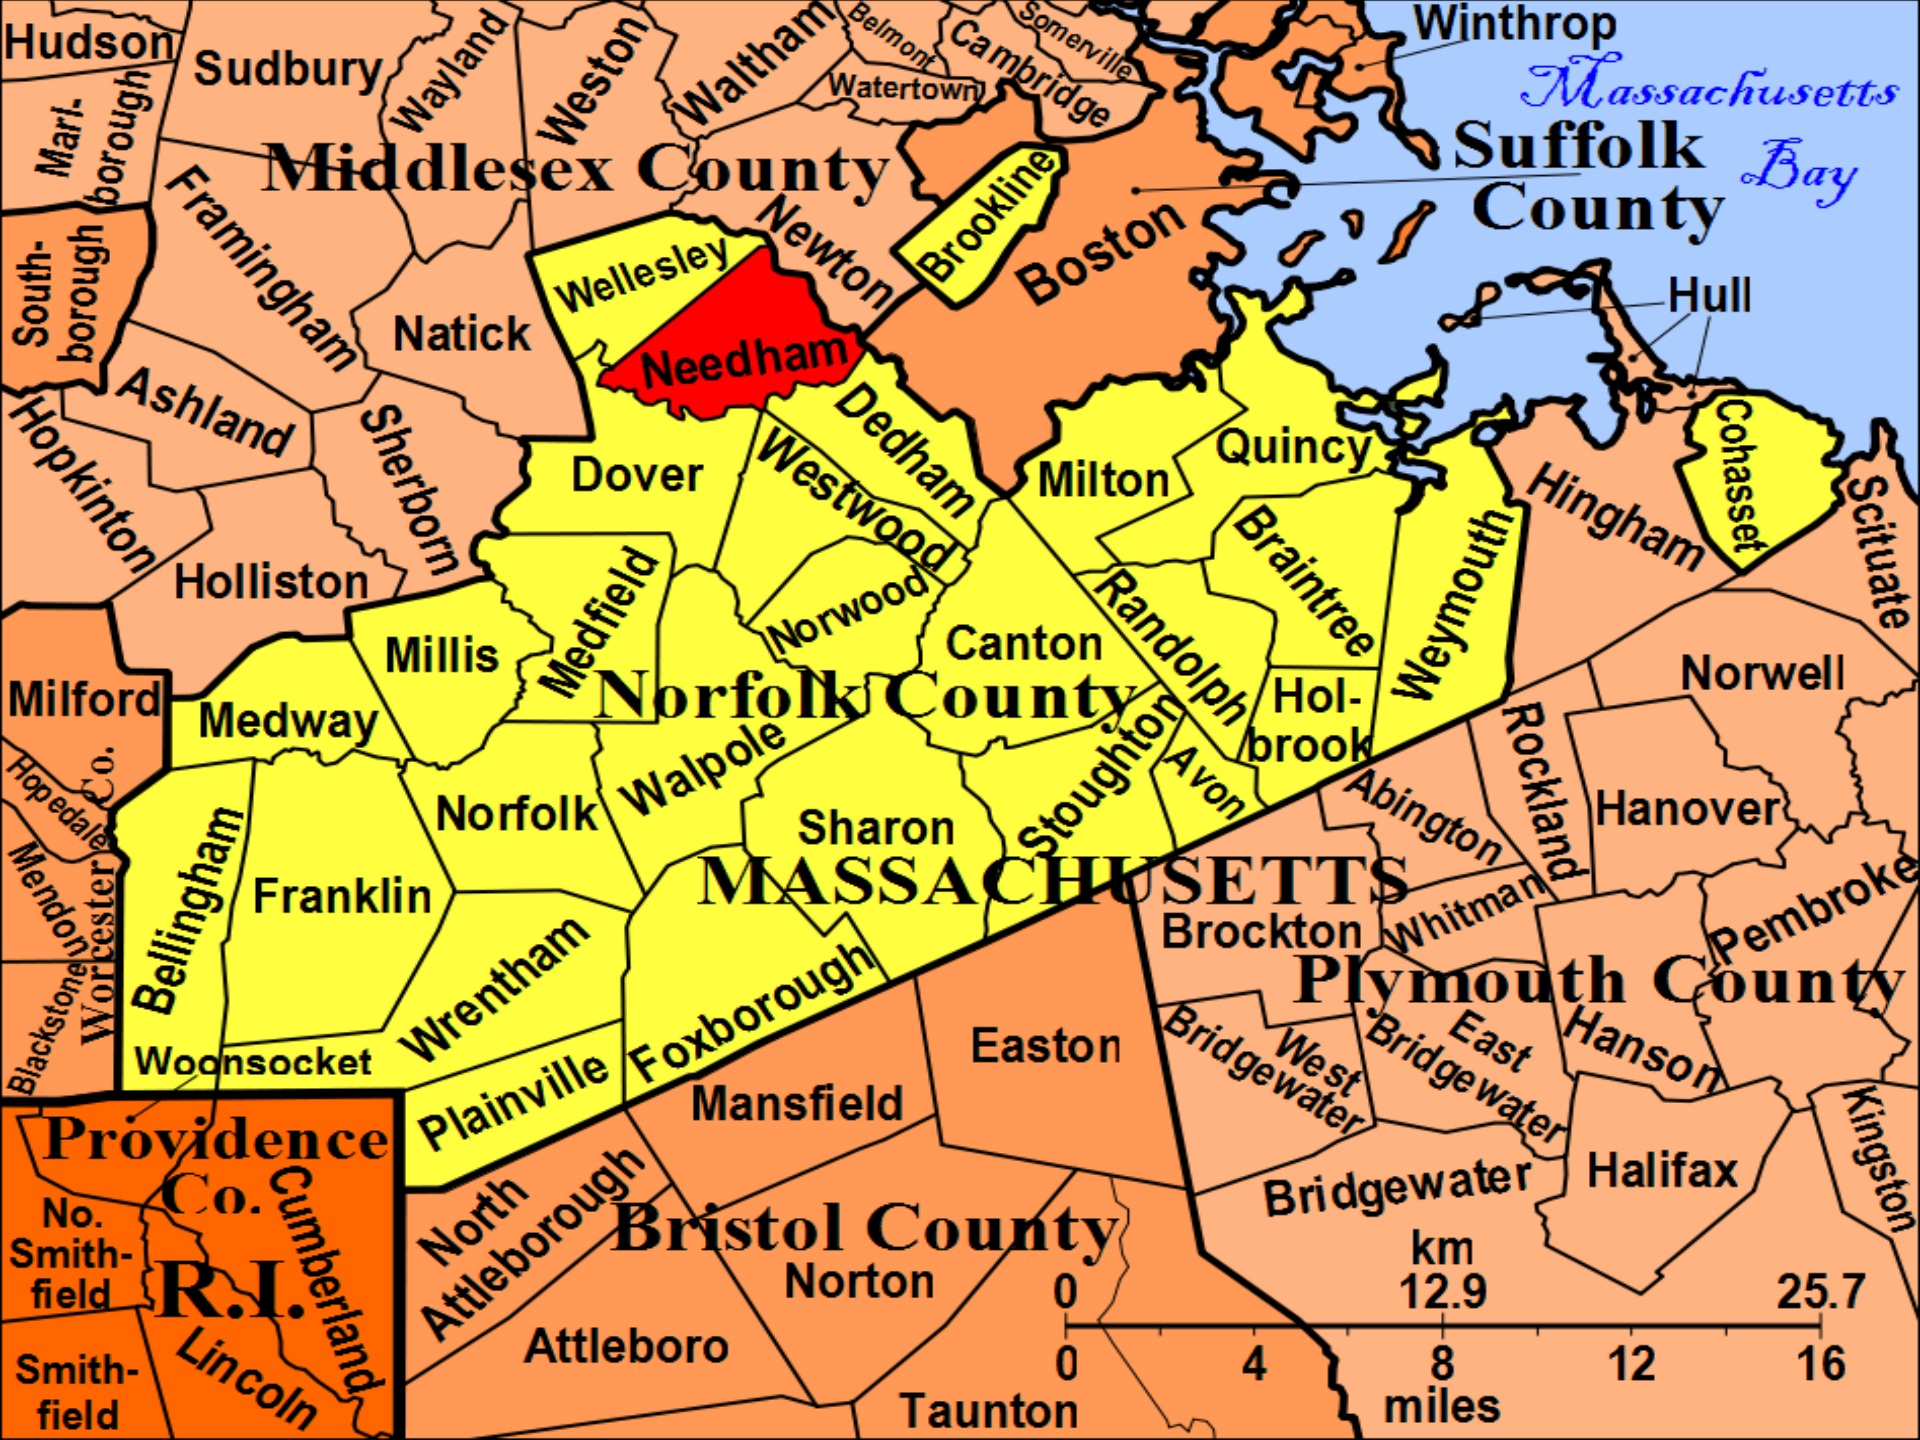 Hudson
Sudbury
Wayland
Weston
Waltham
Belmont
Cambridge
Somerville
Watertown
Winthrop
Massachusetts
Bay
Marl-
borough
Middlesex County
Suffolk
County
Framingham
Newton
Brookline
Boston
South-
borough
Natick
Wellesley
Needham
Hull
Ashland
Hopkinton
Sherborn
Dover
Westwood
Dedham
Milton
Quincy
Hingham
Cohasset
Scituate
Holliston
Medfield
Norwood
Braintree
Weymouth
Randolph
Canton
Millis
Milford
Medway
Norfolk County
Hol-
brook
Norwell
Hopedale
Worcester Co.
Norfolk
Walpole
Sharon
Stoughton
Avon
Abington
Rockland
Hanover
Mendon
Bellingham
Franklin
MASSACHUSETTS
Brockton
Whitman
Pembroke
Blackstone
Wrentham
Foxborough
Plymouth County
Woonsocket
Plainville
Easton
Mansfield
West
Bridgewater
East
Bridgewater
Hanson
Kingston
Providence
Co.
Cumberland
No.
Smith-
field
R.I.
Lincoln
Smith-
field
North
Attleborough
Bristol County
Norton
Attleboro
Taunton
Bridgewater
Halifax
km
0 12.9 25.7
0 4 8 12 16
miles